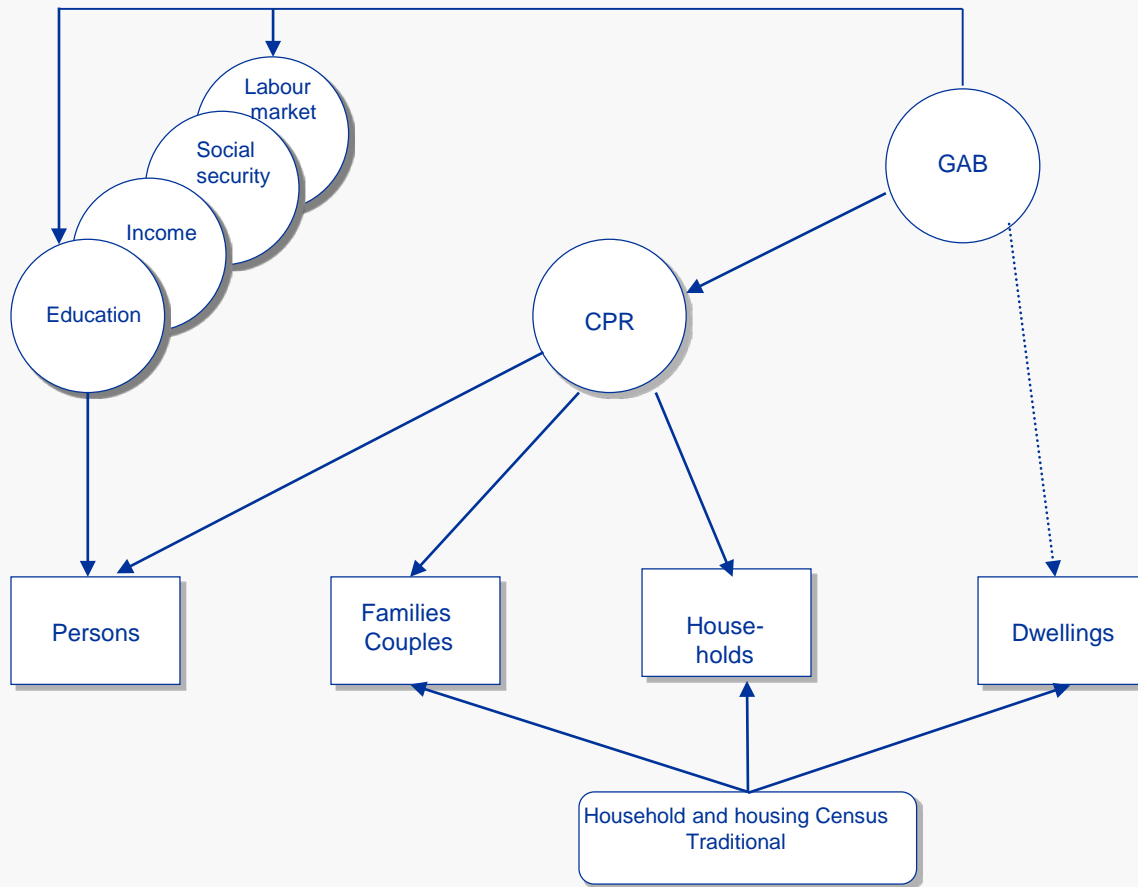 Labour
market
Social
security
Income
Education
GAB
CPR
Persons
Families
Couples
House-
holds
Dwellings
Household and housing Census
Traditional